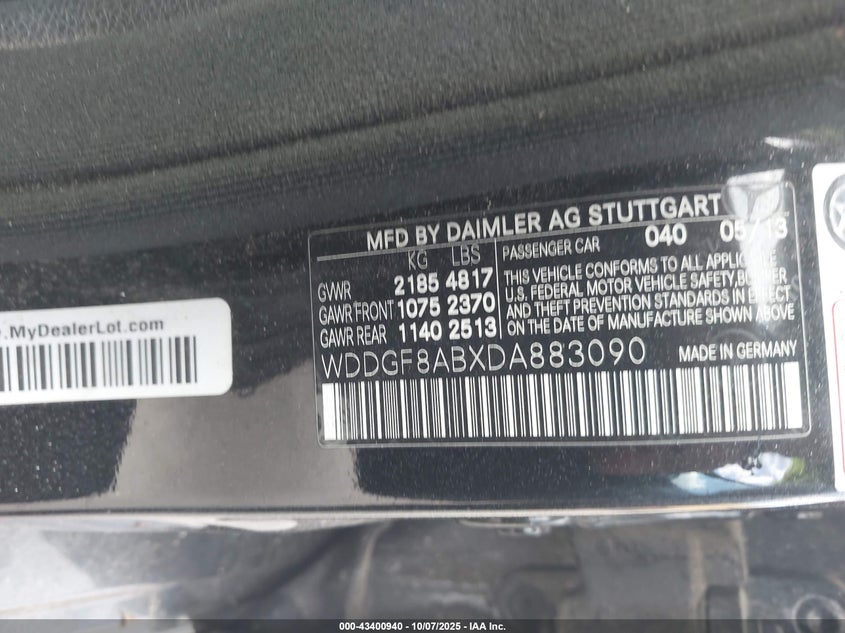 MFD BY DAIMLER AG STUTTGART
KG LBS
PASSENGER CAR 040 05/13
GVWR 2185 4817
GAWR FRONT 1075 2370
GAWR REAR 1140 2513
THIS VEHICLE CONFORMS TO ALL APPLICABLE
U.S. FEDERAL MOTOR VEHICLE SAFETY, BUMPER
AND THEFT PREVENTION STANDARDS IN EFFECT
ON THE DATE OF MANUFACTURE SHOWN ABOVE
WDDGF8ABXDA883090 MADE IN GERMANY
.MyDealerLot.com
000-43400940 - 10/07/2025 - IAA Inc.